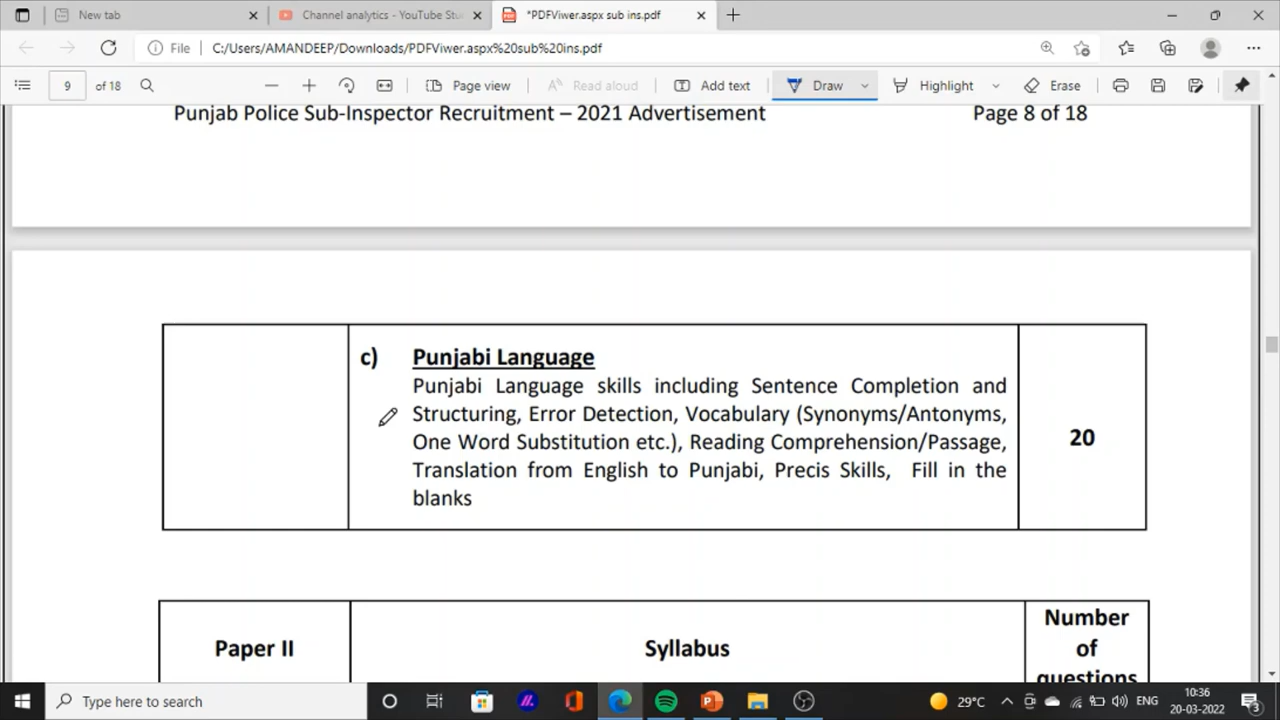 New tab
Channel analytics - YouTube Stu
*PDFViwer.aspx sub ins.pdf
File C:/Users/AMANDEEP/Downloads/PDFViwer.aspx%20sub%20ins.pdf
9 of 18 Page view Read aloud Add text Draw Highlight Erase
Punjab Police Sub-Inspector Recruitment – 2021 Advertisement Page 8 of 18
c) Punjabi Language
Punjabi Language skills including Sentence Completion and
Structuring, Error Detection, Vocabulary (Synonyms/Antonyms,
One Word Substitution etc.), Reading Comprehension/Passage,
Translation from English to Punjabi, Precis Skills, Fill in the
blanks
20
Paper II
Syllabus
Number
of
questions
Type here to search
29°C
ENG
10:36
20-03-2022
3